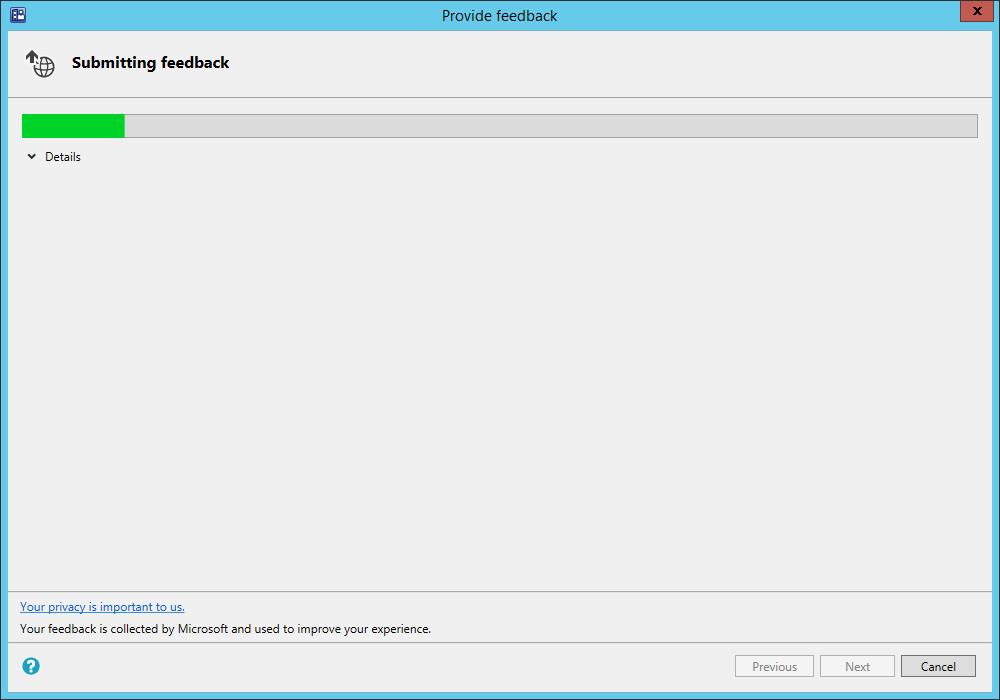 Provide feedback
Submitting feedback
Details
Your privacy is important to us.
Your feedback is collected by Microsoft and used to improve your experience.
Previous Next Cancel